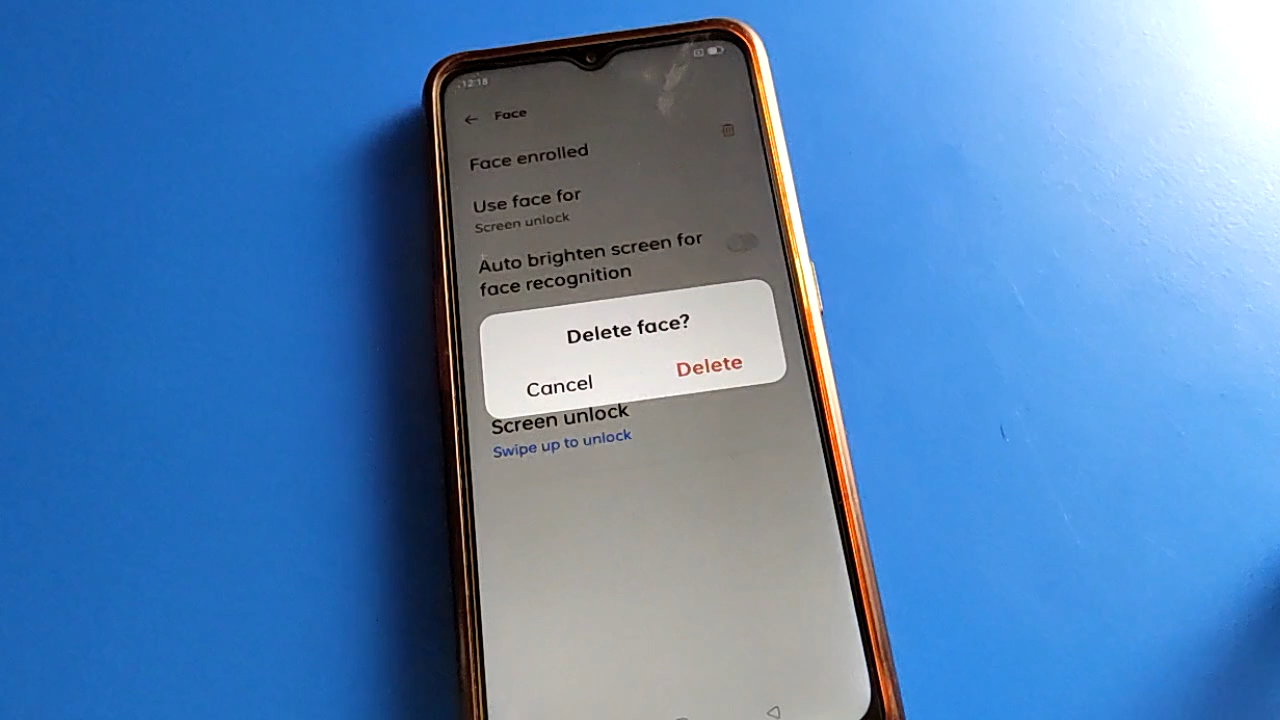 12:18
Face
Face enrolled
Use face for
Screen unlock
Auto brighten screen for
face recognition
Delete face?
Cancel Delete
Screen unlock
Swipe up to unlock